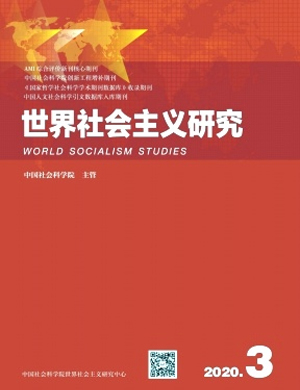 AMI综合评价新刊核心期刊
中国社会科学院创新工程增补期刊
《国家哲学社会科学学术期刊数据库》收录期刊
中国人文社会科学引文数据库入库期刊
世界社会主义研究
WORLD SOCIALISM STUDIES
中国社会科学院 主管
中国社会科学院世界社会主义研究中心
2020.3